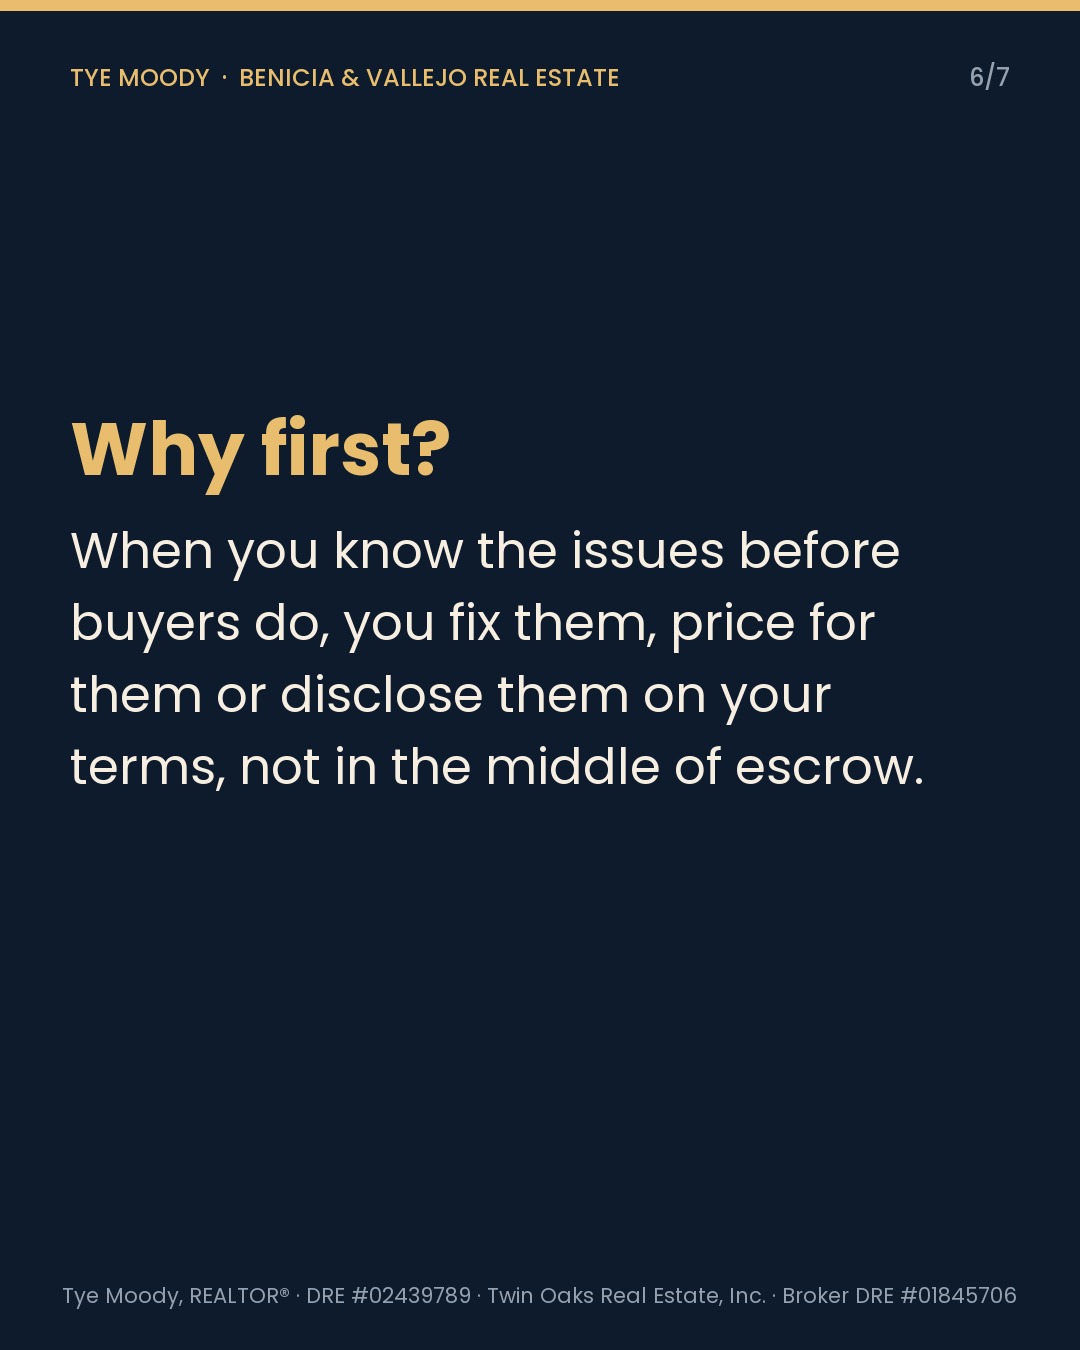 TYE MOODY · BENICIA & VALLEJO REAL ESTATE
6/7
Why first?
When you know the issues before
buyers do, you fix them, price for
them or disclose them on your
terms, not in the middle of escrow.
Tye Moody, REALTOR® · DRE #02439789 · Twin Oaks Real Estate, Inc. · Broker DRE #01845706